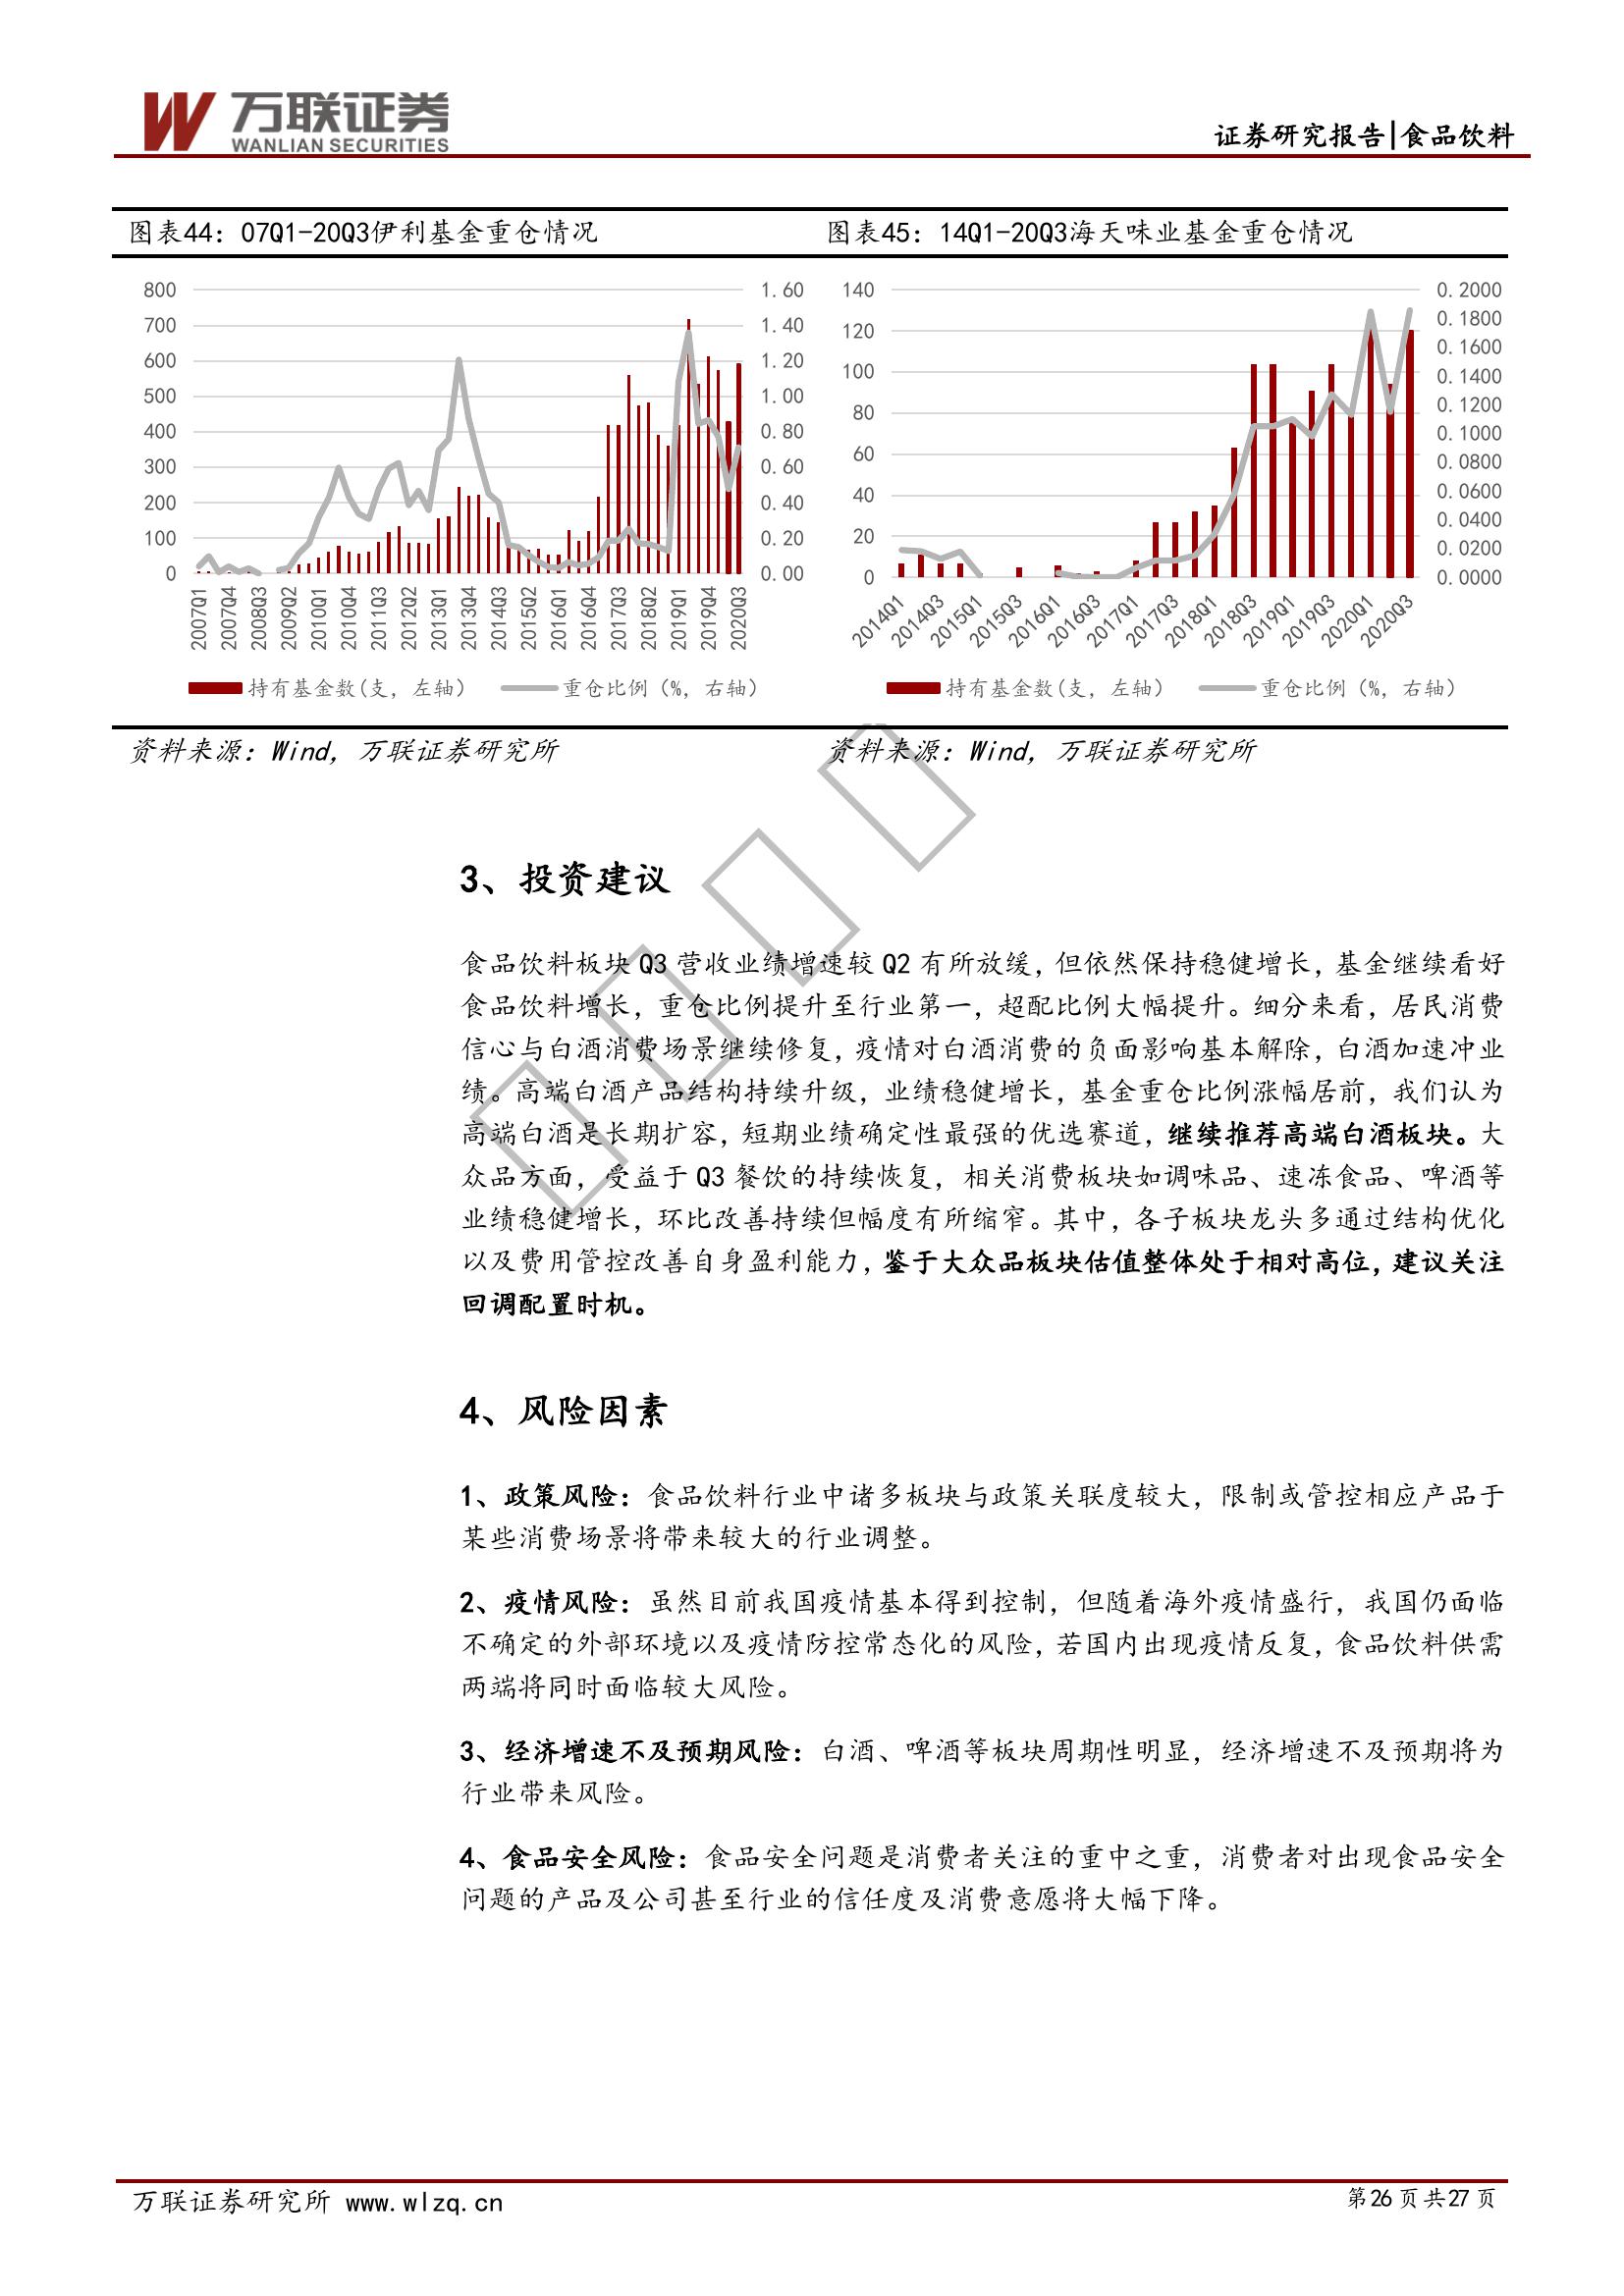 万联证券
WANLIAN SECURITIES
证券研究报告|食品饮料
图表44：07Q1-20Q3伊利基金重仓情况
800
700
600
500
400
300
200
100
0
1.60
1.40
1.20
1.00
0.80
0.60
0.40
0.20
0.00
2007Q1
2007Q4
2008Q3
2009Q2
2010Q1
2010Q4
2011Q3
2012Q2
2013Q1
2013Q4
2014Q3
2015Q2
2016Q1
2016Q4
2017Q3
2018Q2
2019Q1
2019Q4
2020Q3
持有基金数(支，左轴）
重仓比例（%，右轴）
资料来源：Wind，万联证券研究所
图表45：14Q1-20Q3海天味业基金重仓情况
140
120
100
80
60
40
20
0
0.2000
0.1800
0.1600
0.1400
0.1200
0.1000
0.0800
0.0600
0.0400
0.0200
0.0000
2014Q1
2014Q3
2015Q1
2015Q3
2016Q1
2016Q3
2017Q1
2017Q3
2018Q1
2018Q3
2019Q1
2019Q3
2020Q1
2020Q3
持有基金数(支，左轴）
重仓比例（%，右轴）
资料来源：Wind，万联证券研究所
3、投资建议
食品饮料板块 Q3 营收业绩增速较 Q2 有所放缓，但依然保持稳健增长，基金继续看好
食品饮料增长，重仓比例提升至行业第一，超配比例大幅提升。细分来看，居民消费
信心与白酒消费场景继续修复，疫情对白酒消费的负面影响基本解除，白酒加速冲业
绩。高端白酒产品结构持续升级，业绩稳健增长，基金重仓比例涨幅居前，我们认为
高端白酒是长期扩容，短期业绩确定性最强的优选赛道，继续推荐高端白酒板块。大
众品方面，受益于 Q3 餐饮的持续恢复，相关消费板块如调味品、速冻食品、啤酒等
业绩稳健增长，环比改善持续但幅度有所缩窄。其中，各子板块龙头多通过结构优化
以及费用管控改善自身盈利能力，鉴于大众品板块估值整体处于相对高位，建议关注
回调配置时机。
4、风险因素
1、政策风险：食品饮料行业中诸多板块与政策关联度较大，限制或管控相应产品于
某些消费场景将带来较大的行业调整。
2、疫情风险：虽然目前我国疫情基本得到控制，但随着海外疫情盛行，我国仍面临
不确定的外部环境以及疫情防控常态化的风险，若国内出现疫情反复，食品饮料供需
两端将同时面临较大风险。
3、经济增速不及预期风险：白酒、啤酒等板块周期性明显，经济增速不及预期将为
行业带来风险。
4、食品安全风险：食品安全问题是消费者关注的重中之重，消费者对出现食品安全
问题的产品及公司甚至行业的信任度及消费意愿将大幅下降。
万联证券研究所 www.wlzq.cn
第26页共27页